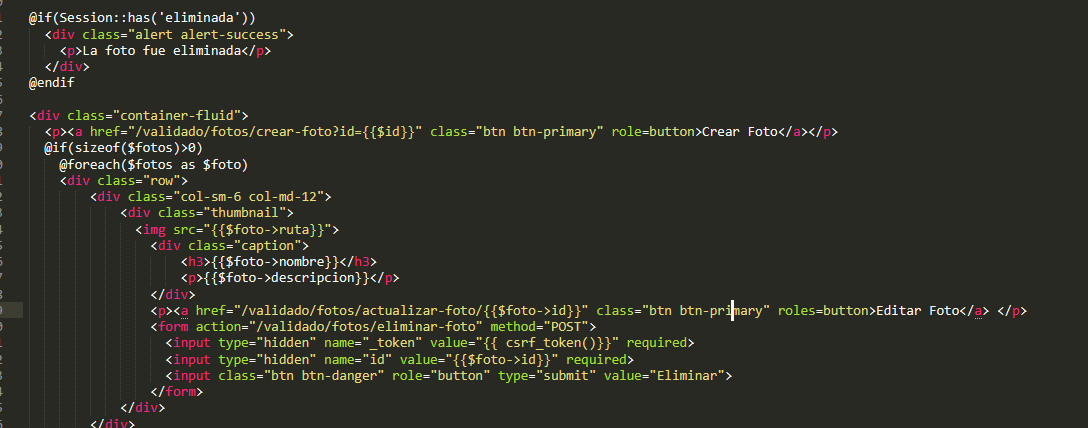 @if(Session::has('eliminada'))
<div class="alert alert-success">
<p>La foto fue eliminada</p>
</div>
@endif
<div class="container-fluid">
<p><a href="/validado/fotos/crear-foto?id={{$id}}" class="btn btn-primary" role=button>Crear Foto</a></p>
@if(sizeof($fotos)>0)
@foreach($fotos as $foto)
<div class="row">
<div class="col-sm-6 col-md-12">
<div class="thumbnail">
<img src="{{$foto->ruta}}">
<div class="caption">
<h3>{{$foto->nombre}}</h3>
<p>{{$foto->descripcion}}</p>
</div>
<p><a href="/validado/fotos/actualizar-foto/{{$foto->id}}" class="btn btn-primary" roles=button>Editar Foto</a> </p>
<form action="/validado/fotos/eliminar-foto" method="POST">
<input type="hidden" name="_token" value="{{ csrf_token()}}" required>
<input type="hidden" name="id" value="{{$foto->id}}" required>
<input class="btn btn-danger" role="button" type="submit" value="Eliminar">
</form>
</div>
</div>